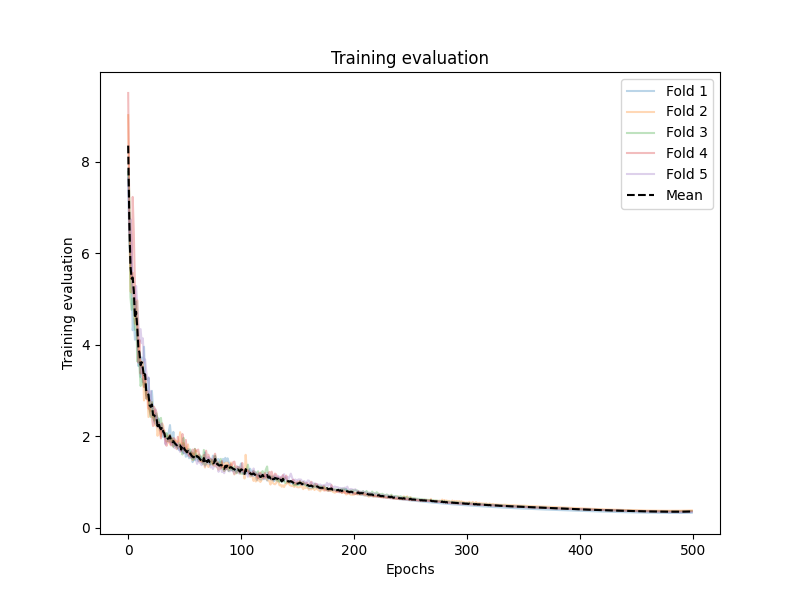 Training evaluation
Fold 1
Fold 2
Fold 3
Fold 4
Fold 5
Mean
Training evaluation
8
6
4
2
0
0 100 200 300 400 500
Epochs